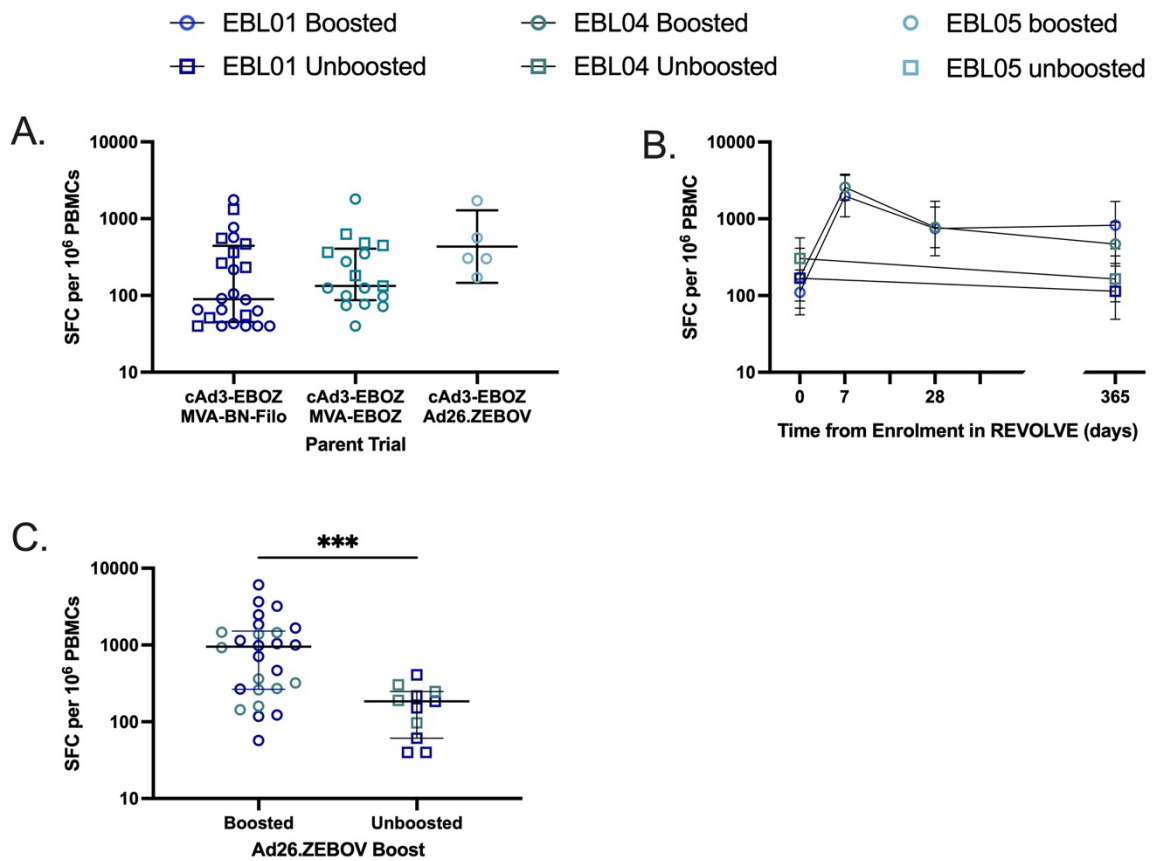 EBL01 Boosted
EBL04 Boosted
EBL05 boosted
EBL01 Unboosted
EBL04 Unboosted
EBL05 unboosted
A.
SFC per 10⁶ PBMCs
10000
1000
100
10
cAd3-EBOZ
MVA-BN-Filo
cAd3-EBOZ
MVA-EBOZ
cAd3-EBOZ
Ad26.ZEBOV
Parent Trial
B.
SFC per 10⁶ PBMC
10000
1000
100
10
0
7
28
365
Time from Enrolment in REVOLVE (days)
C.
SFC per 10⁶ PBMCs
10000
1000
100
10
***
Boosted
Unboosted
Ad26.ZEBOV Boost